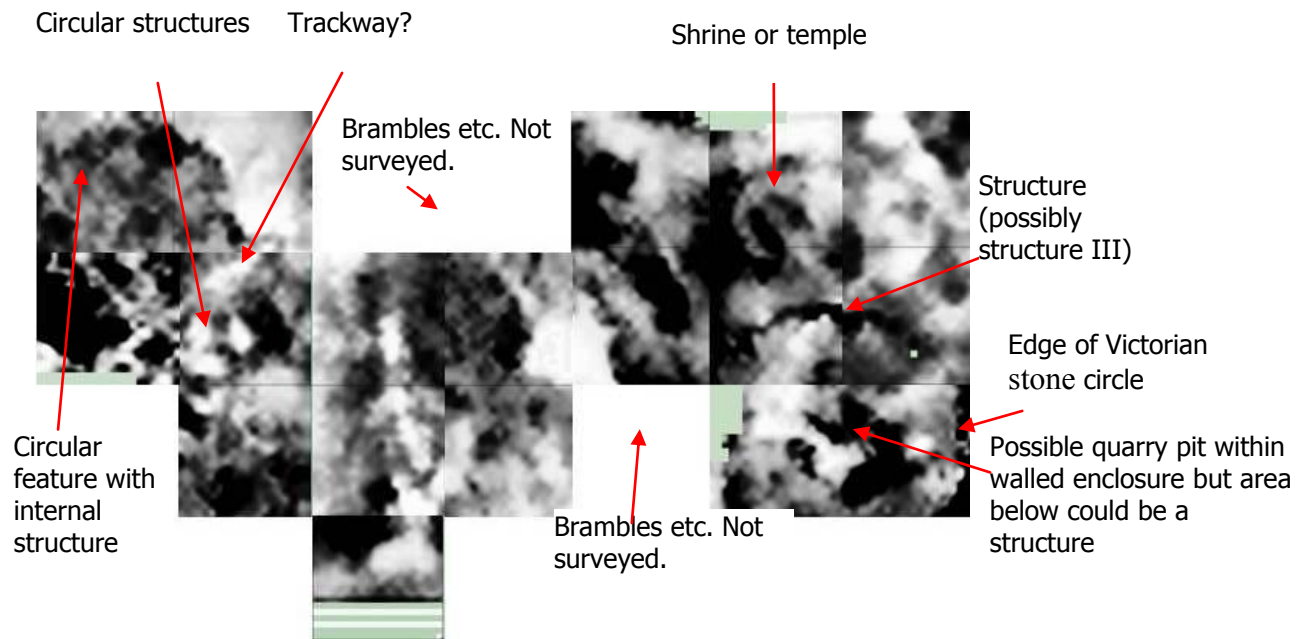 Circular structures
Trackway?
Shrine or temple
Brambles etc. Not
surveyed.
Structure
(possibly
structure III)
Edge of Victorian
stone circle
Circular
feature with
internal
structure
Brambles etc. Not
surveyed.
Possible quarry pit within
walled enclosure but area
below could be a
structure